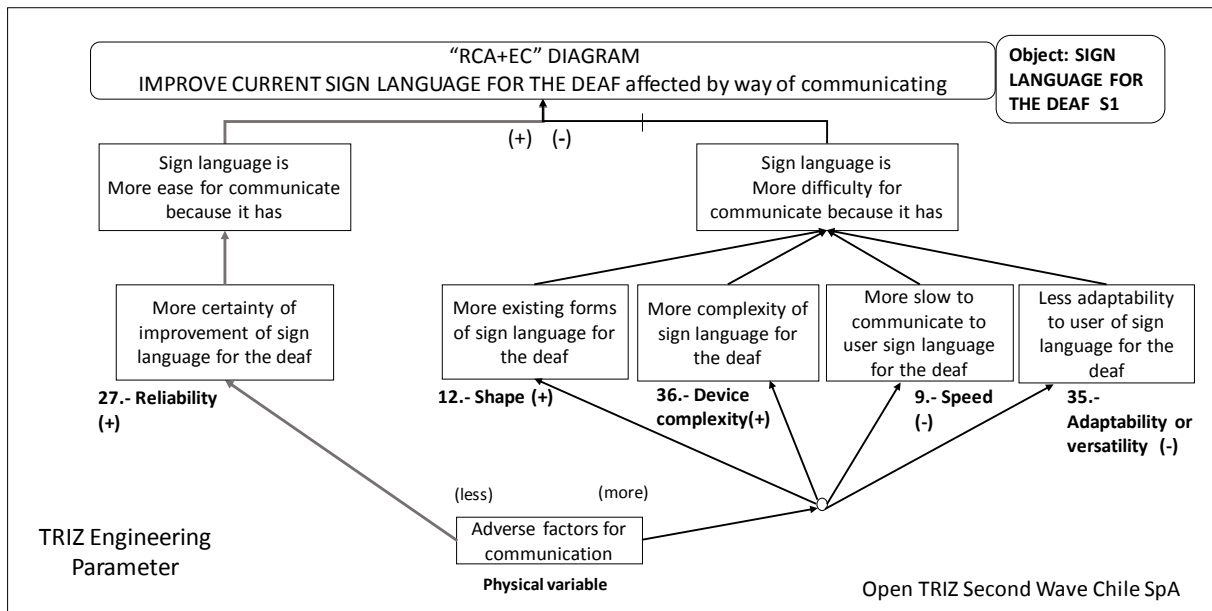 “RCA+EC” DIAGRAM
IMPROVE CURRENT SIGN LANGUAGE FOR THE DEAF affected by way of communicating
Object: SIGN
LANGUAGE FOR
THE DEAF S1
(+) (-)
Sign language is
More ease for communicate
because it has
Sign language is
More difficulty for
communicate because it has
More certainty of
improvement of sign
language for the deaf
More existing forms
of sign language for
the deaf
More complexity of
sign language for
the deaf
More slow to
communicate to
user sign language
for the deaf
Less adaptability
to user of sign
language for the
deaf
27.- Reliability
(+)
12.- Shape (+)
36.- Device
complexity(+)
9.- Speed
(-)
35.-
Adaptability or
versatility (-)
(less)
(more)
Adverse factors for
communication
Physical variable
TRIZ Engineering
Parameter
Open TRIZ Second Wave Chile SpA